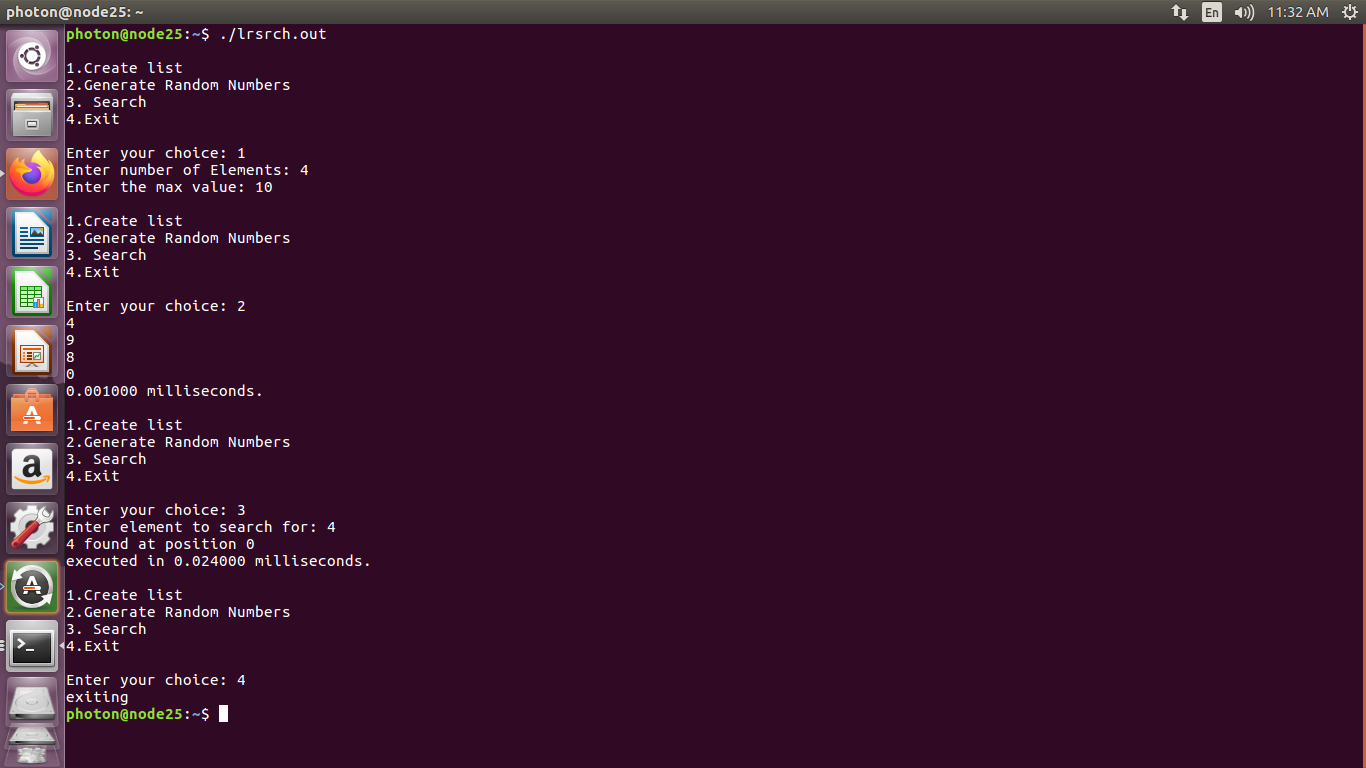 photon@node25: ~
En
11:32 AM
photon@node25:~$ ./lrsrch.out
1.Create list
2.Generate Random Numbers
3. Search
4.Exit
Enter your choice: 1
Enter number of Elements: 4
Enter the max value: 10
1.Create list
2.Generate Random Numbers
3. Search
4.Exit
Enter your choice: 2
4
9
8
0
0.001000 milliseconds.
1.Create list
2.Generate Random Numbers
3. Search
4.Exit
Enter your choice: 3
Enter element to search for: 4
4 found at position 0
executed in 0.024000 milliseconds.
1.Create list
2.Generate Random Numbers
3. Search
4.Exit
Enter your choice: 4
exiting
photon@node25:~$